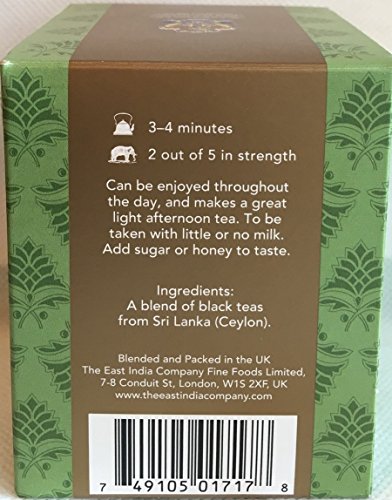 3–4 minutes
2 out of 5 in strength
Can be enjoyed throughout
the day, and makes a great
light afternoon tea. To be
taken with little or no milk.
Add sugar or honey to taste.
Ingredients:
A blend of black teas
from Sri Lanka (Ceylon).
Blended and Packed in the UK
The East India Company Fine Foods Limited,
7-8 Conduit St, London, W1S 2XF, UK
www.theeastindiacompany.com
7 49105 01717 8